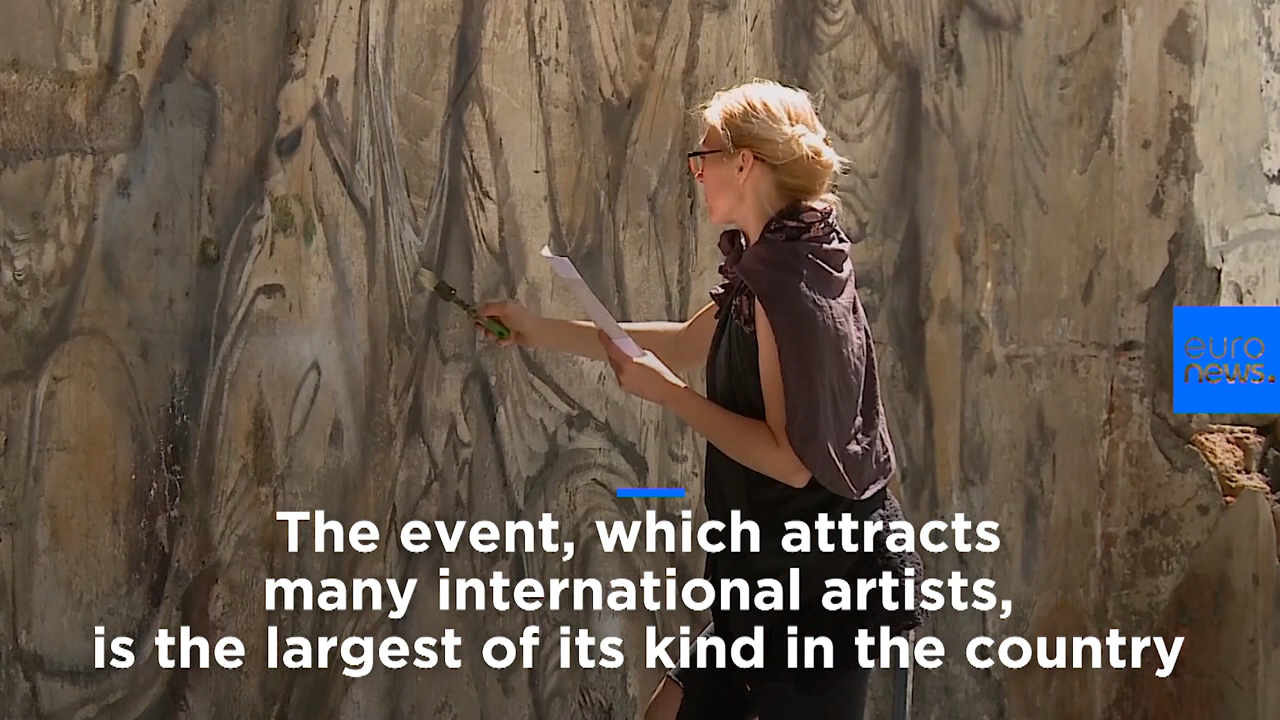 euro
news.
The event, which attracts
many international artists,
is the largest of its kind in the country